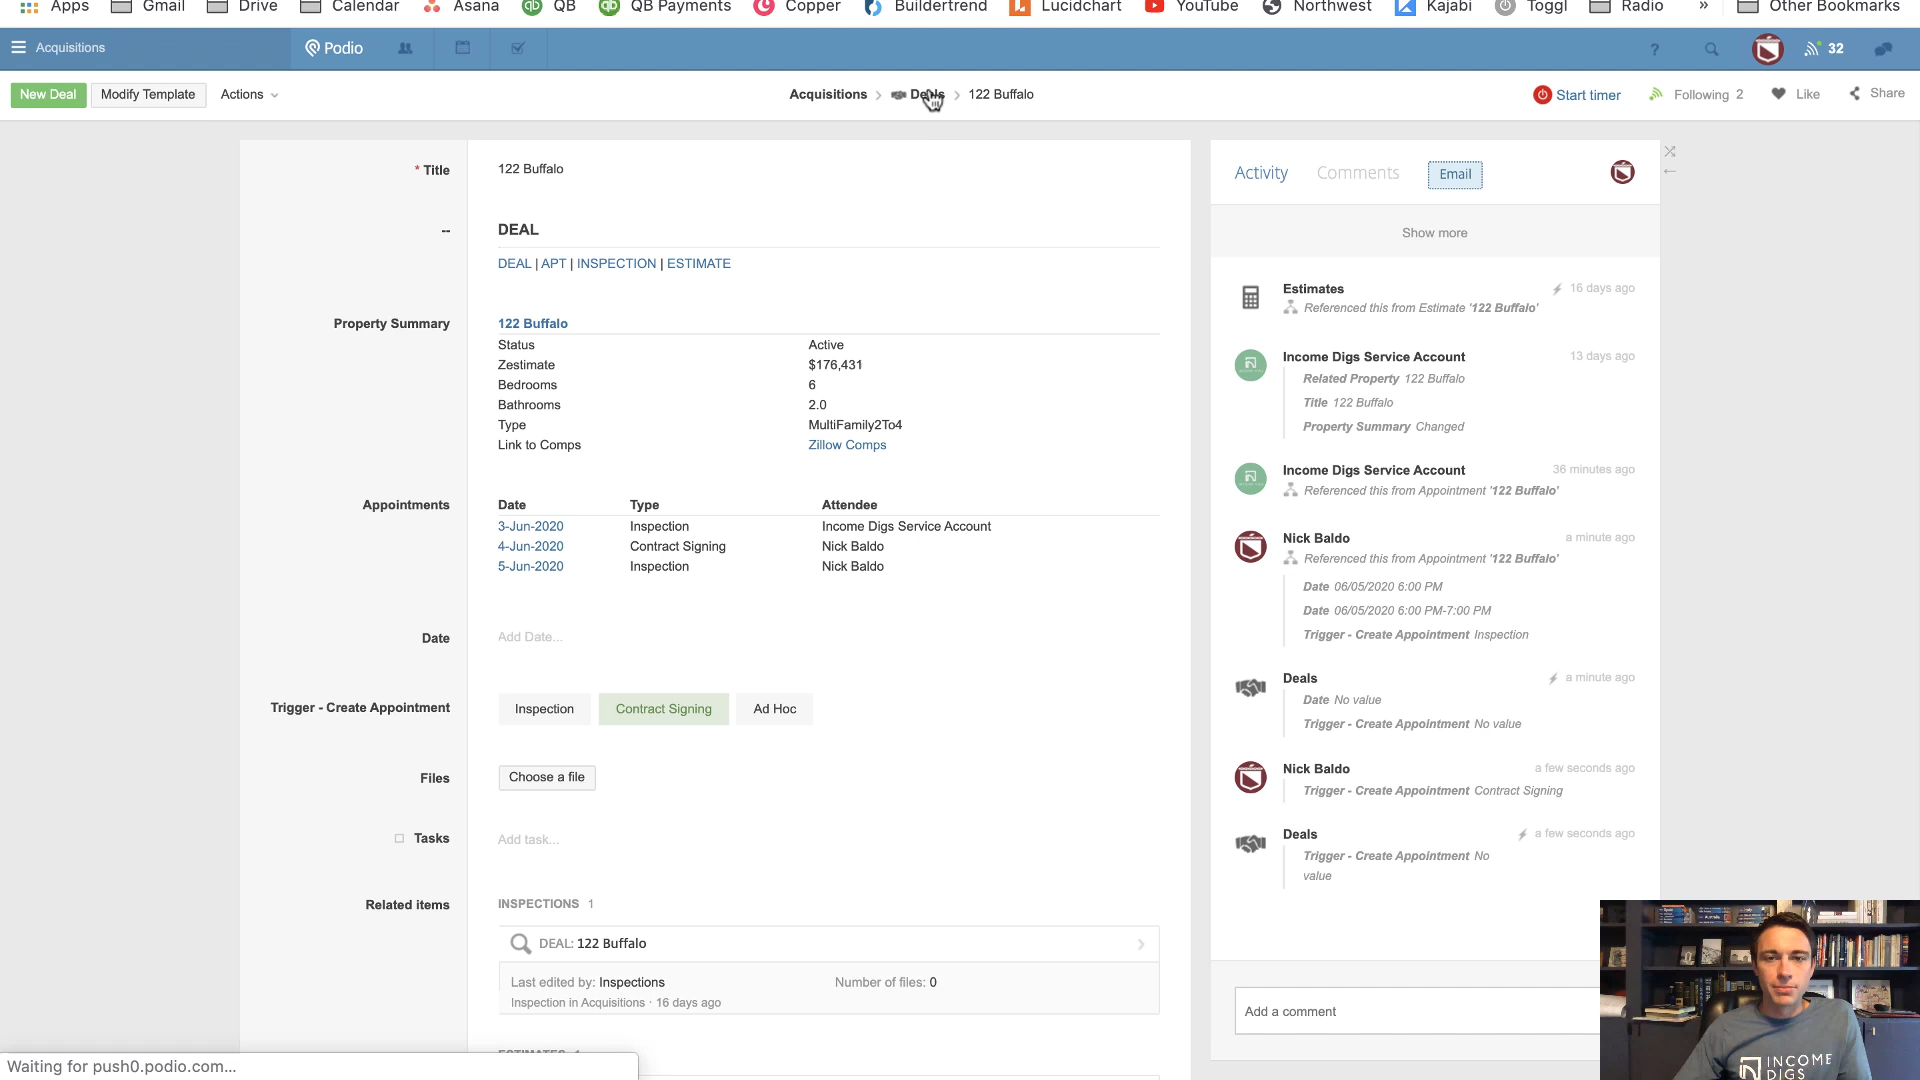 Apps Gmail Drive Calendar Asana QB QB Payments Copper Buildertrend Lucidchart YouTube Northwest Kajabi Toggl Radio » Other Bookmarks
Acquisitions Podio ? 32
New Deal Modify Template Actions Acquisitions Deals 122 Buffalo Start timer Following 2 Like Share
* Title 122 Buffalo
-- DEAL
DEAL | APT | INSPECTION | ESTIMATE
Property Summary 122 Buffalo
Status Active
Zestimate $176,431
Bedrooms 6
Bathrooms 2.0
Type MultiFamily2To4
Link to Comps Zillow Comps
Appointments Date Type Attendee
3-Jun-2020 Inspection Income Digs Service Account
4-Jun-2020 Contract Signing Nick Baldo
5-Jun-2020 Inspection Nick Baldo
Date Add Date...
Trigger - Create Appointment Inspection Contract Signing Ad Hoc
Files Choose a file
Tasks Add task...
Related items INSPECTIONS 1
DEAL: 122 Buffalo
Last edited by: Inspections Number of files: 0
Inspection in Acquisitions · 16 days ago
ESTIMATES 1
Activity Comments Email
Show more
Estimates 16 days ago
Referenced this from Estimate '122 Buffalo'
Income Digs Service Account 13 days ago
Related Property 122 Buffalo
Title 122 Buffalo
Property Summary Changed
Income Digs Service Account 36 minutes ago
Referenced this from Appointment '122 Buffalo'
Nick Baldo a minute ago
Referenced this from Appointment '122 Buffalo'
Date 06/05/2020 6:00 PM
Date 06/05/2020 6:00 PM-7:00 PM
Trigger - Create Appointment Inspection
Deals a minute ago
Date No value
Trigger - Create Appointment No value
Nick Baldo a few seconds ago
Trigger - Create Appointment Contract Signing
Deals a few seconds ago
Trigger - Create Appointment No
value
Add a comment
INCOME
DIGS
Waiting for push0.podio.com...